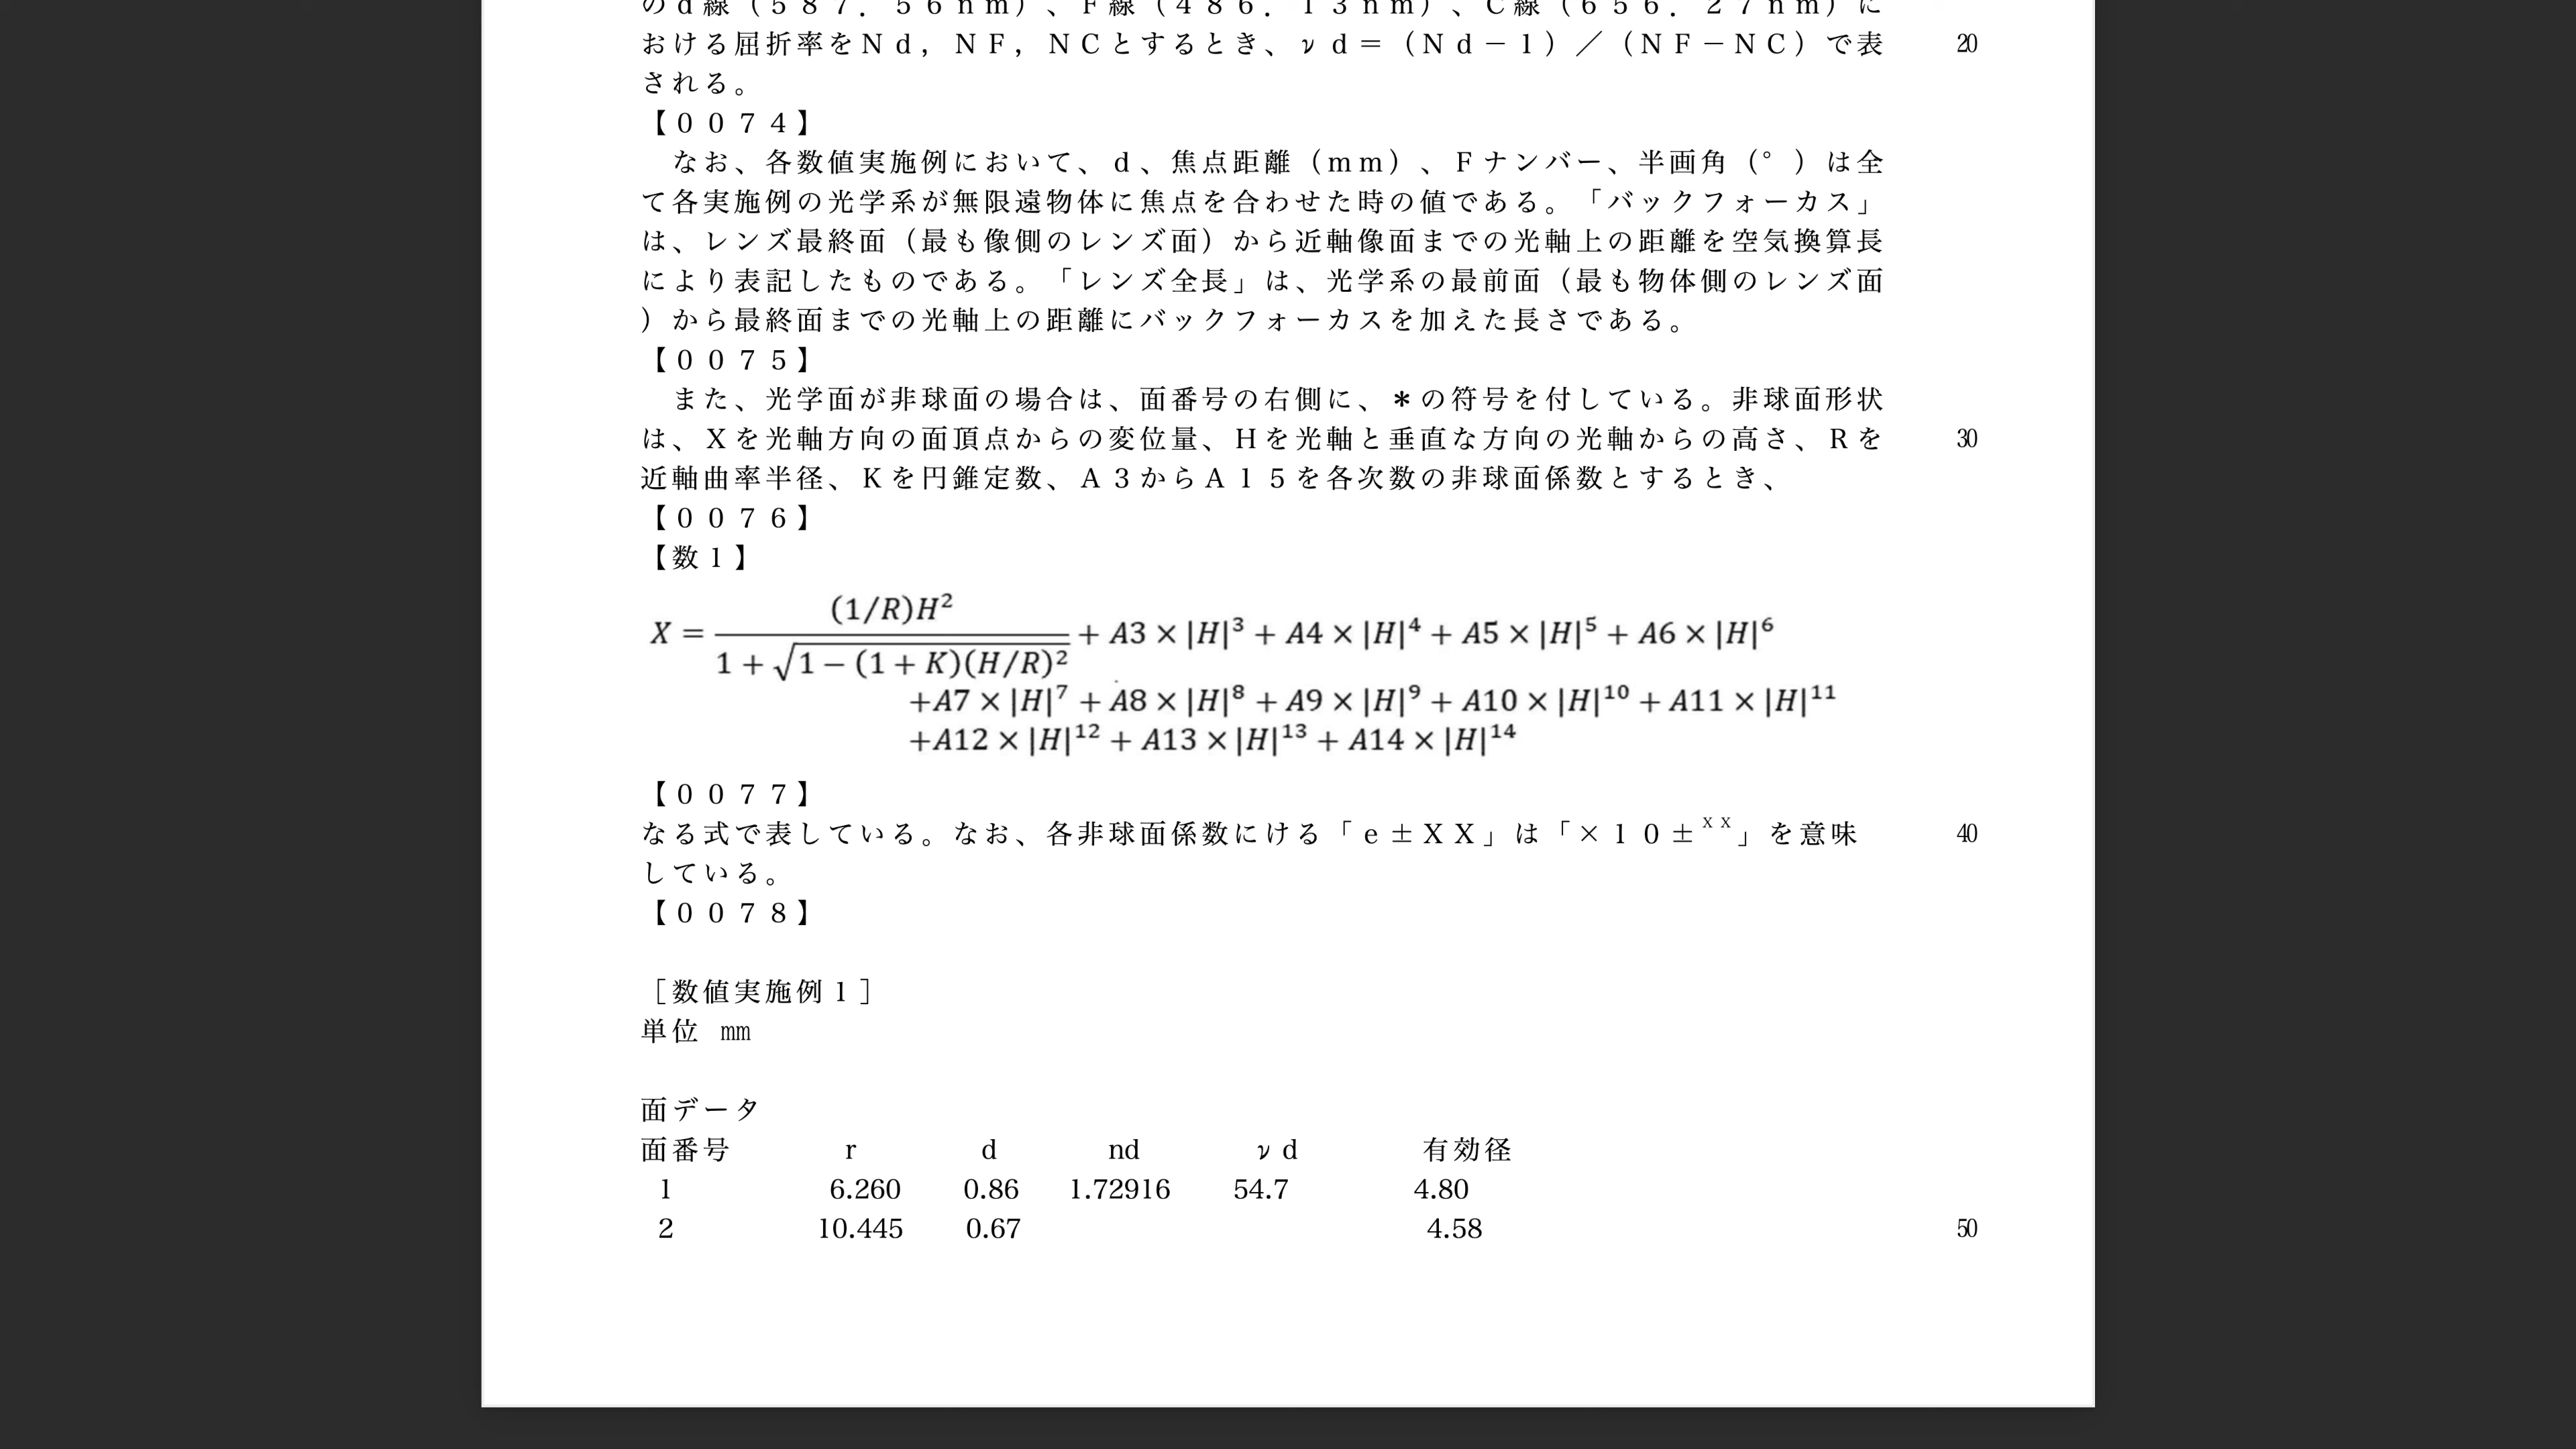 のd線（５８７．５６ｎｍ）、Ｆ線（４８６．１３ｎｍ）、Ｃ線（６５６．２７ｎｍ）に
おける屈折率をＮｄ，ＮＦ，ＮＣとするとき、νｄ＝（Ｎｄ－１）／（ＮＦ－ＮＣ）で表 20
される。
【００７４】
　なお、各数値実施例において、ｄ、焦点距離（ｍｍ）、Ｆナンバー、半画角（°）は全
て各実施例の光学系が無限遠物体に焦点を合わせた時の値である。「バックフォーカス」
は、レンズ最終面（最も像側のレンズ面）から近軸像面までの光軸上の距離を空気換算長
により表記したものである。「レンズ全長」は、光学系の最前面（最も物体側のレンズ面
）から最終面までの光軸上の距離にバックフォーカスを加えた長さである。
【００７５】
　また、光学面が非球面の場合は、面番号の右側に、＊の符号を付している。非球面形状
は、Ｘを光軸方向の面頂点からの変位量、Ｈを光軸と垂直な方向の光軸からの高さ、Ｒを 30
近軸曲率半径、Ｋを円錐定数、Ａ３からＡ１５を各次数の非球面係数とするとき、
【００７６】
【数１】
X = (1/R)H² / (1 + √(1 − (1 + K)(H/R)²)) + A3 × |H|³ + A4 × |H|⁴ + A5 × |H|⁵ + A6 × |H|⁶
+A7 × |H|⁷ + A8 × |H|⁸ + A9 × |H|⁹ + A10 × |H|¹⁰ + A11 × |H|¹¹
+A12 × |H|¹² + A13 × |H|¹³ + A14 × |H|¹⁴
【００７７】
なる式で表している。なお、各非球面係数にける「ｅ±ＸＸ」は「×１０±ˣˣ」を意味 40
している。
【００７８】
［数値実施例１］
単位 mm
面データ
面番号 r d nd νd 有効径
1 6.260 0.86 1.72916 54.7 4.80
2 10.445 0.67 4.58 50